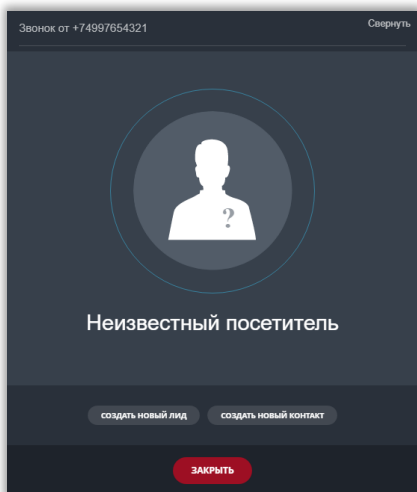 Звонок от +74997654321
Свернуть
?
Неизвестный посетитель
СОЗДАТЬ НОВЫЙ ЛИД
СОЗДАТЬ НОВЫЙ КОНТАКТ
ЗАКРЫТЬ